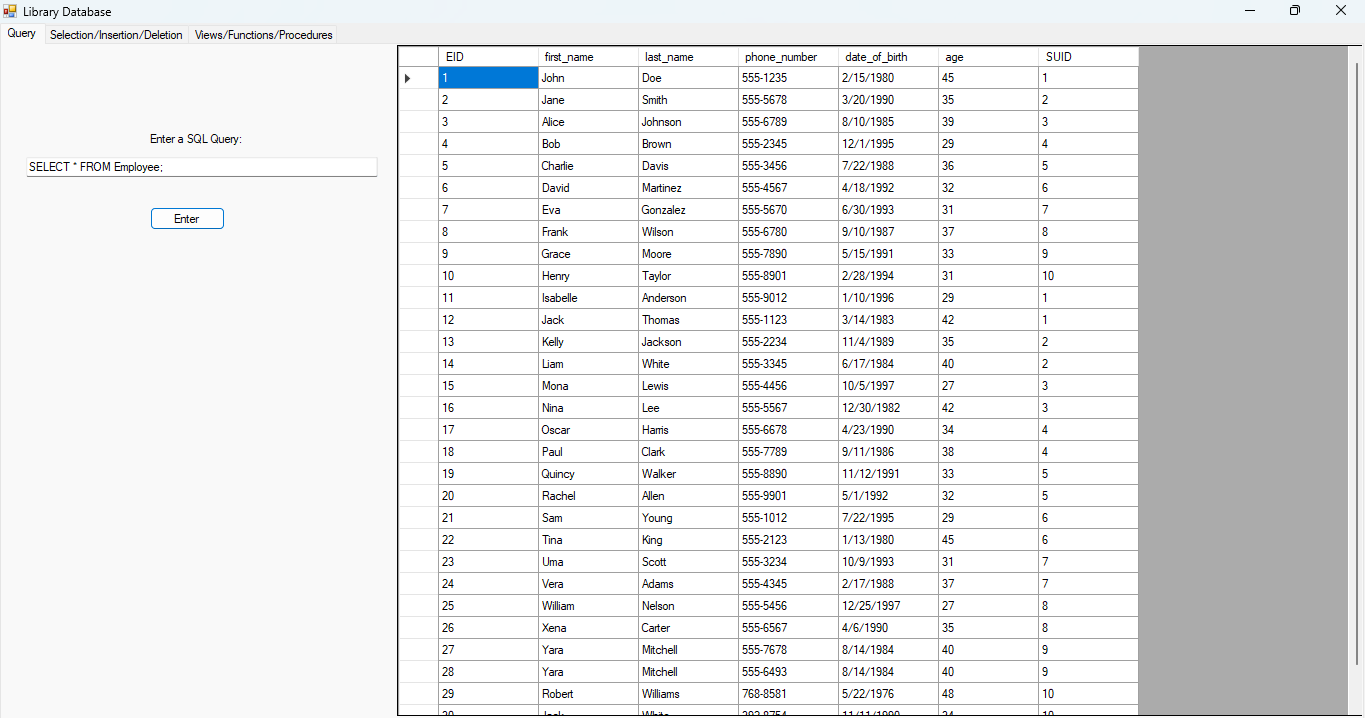 Library Database
Query Selection/Insertion/Deletion Views/Functions/Procedures
Enter a SQL Query:
SELECT * FROM Employee;
Enter
EID first_name last_name phone_number date_of_birth age SUID
1 John Doe 555-1235 2/15/1980 45 1
2 Jane Smith 555-5678 3/20/1990 35 2
3 Alice Johnson 555-6789 8/10/1985 39 3
4 Bob Brown 555-2345 12/1/1995 29 4
5 Charlie Davis 555-3456 7/22/1988 36 5
6 David Martinez 555-4567 4/18/1992 32 6
7 Eva Gonzalez 555-5670 6/30/1993 31 7
8 Frank Wilson 555-6780 9/10/1987 37 8
9 Grace Moore 555-7890 5/15/1991 33 9
10 Henry Taylor 555-8901 2/28/1994 31 10
11 Isabelle Anderson 555-9012 1/10/1996 29 1
12 Jack Thomas 555-1123 3/14/1983 42 1
13 Kelly Jackson 555-2234 11/4/1989 35 2
14 Liam White 555-3345 6/17/1984 40 2
15 Mona Lewis 555-4456 10/5/1997 27 3
16 Nina Lee 555-5567 12/30/1982 42 3
17 Oscar Harris 555-6678 4/23/1990 34 4
18 Paul Clark 555-7789 9/11/1986 38 4
19 Quincy Walker 555-8890 11/12/1991 33 5
20 Rachel Allen 555-9901 5/1/1992 32 5
21 Sam Young 555-1012 7/22/1995 29 6
22 Tina King 555-2123 1/13/1980 45 6
23 Uma Scott 555-3234 10/9/1993 31 7
24 Vera Adams 555-4345 2/17/1988 37 7
25 William Nelson 555-5456 12/25/1997 27 8
26 Xena Carter 555-6567 4/6/1990 35 8
27 Yara Mitchell 555-7678 8/14/1984 40 9
28 Yara Mitchell 555-6493 8/14/1984 40 9
29 Robert Williams 768-8581 5/22/1976 48 10